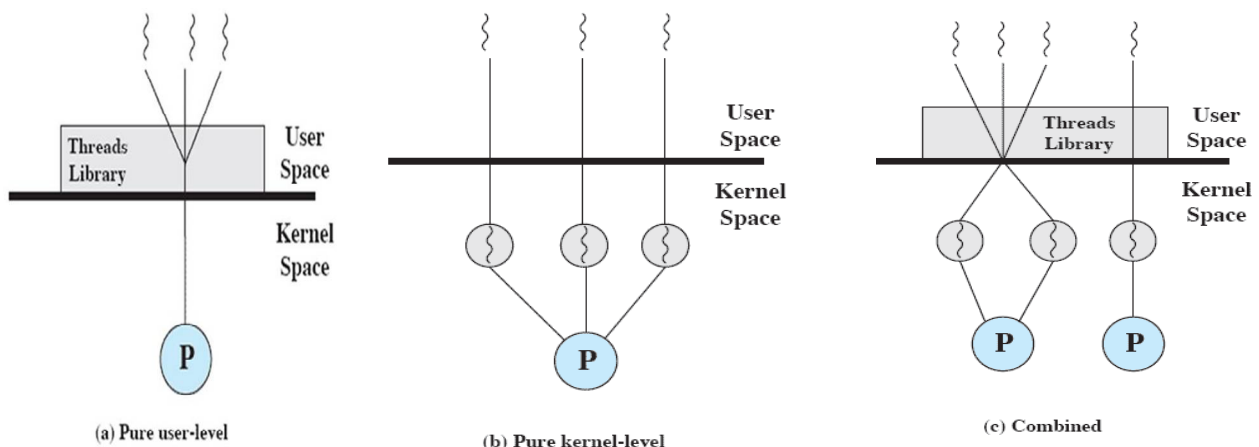 Threads
Library
User
Space
Kernel
Space
P
(a) Pure user-level
User
Space
Kernel
Space
P
(b) Pure kernel-level
Threads
Library
User
Space
Kernel
Space
P
P
(c) Combined